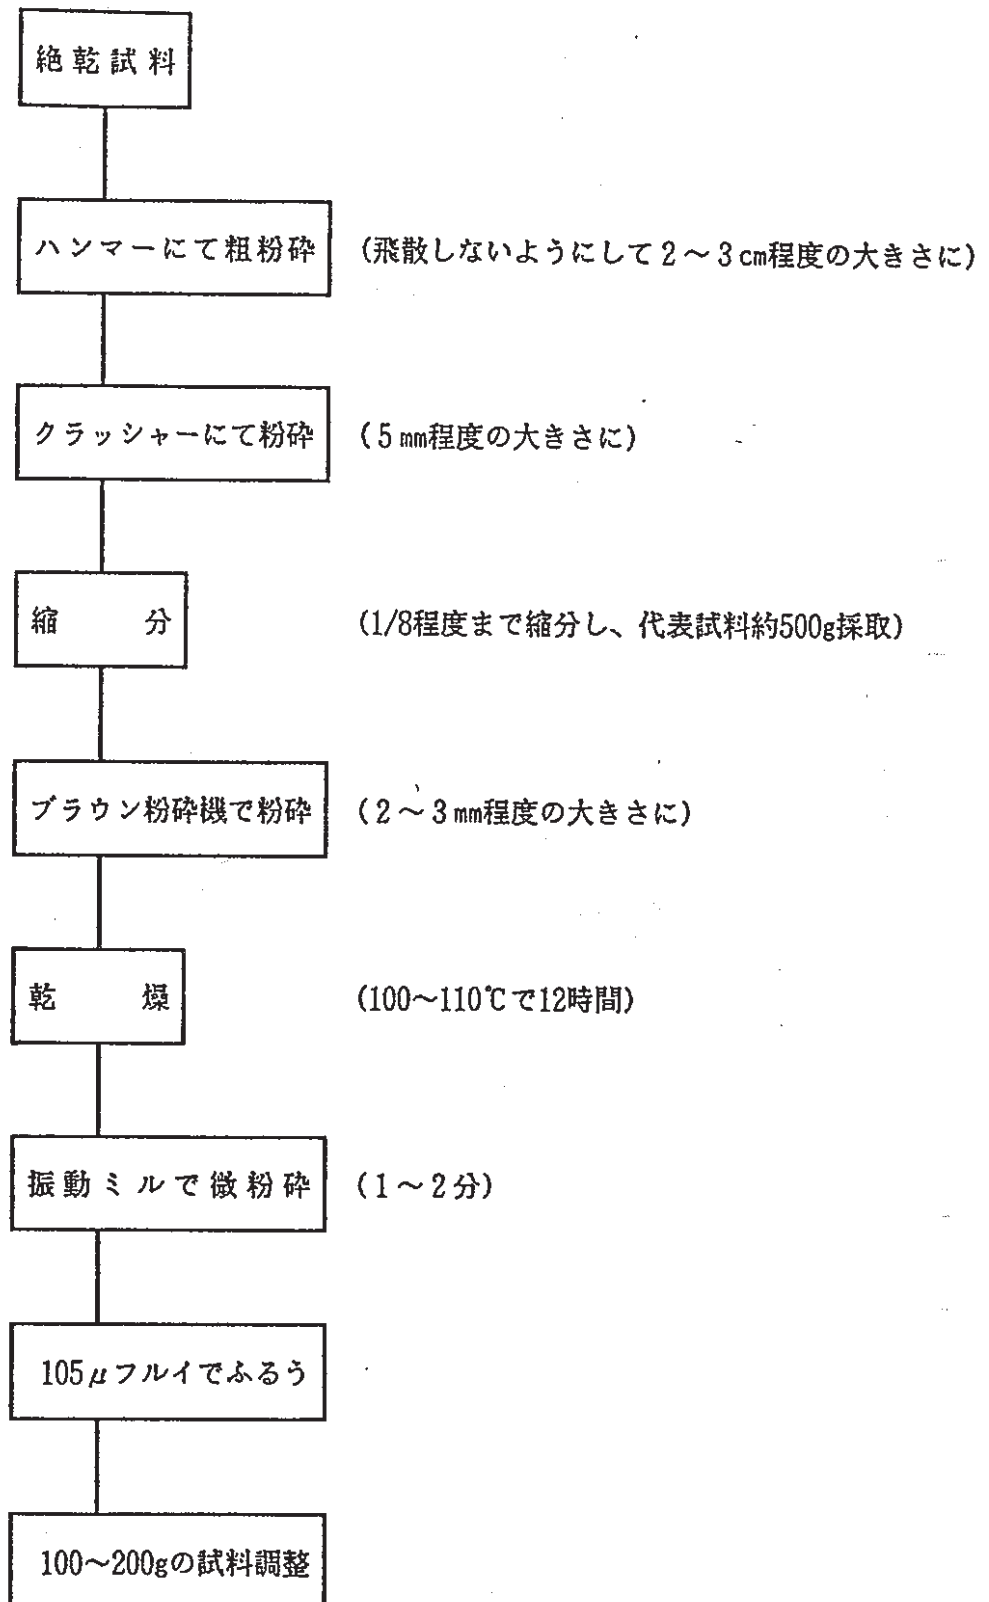 絶乾試料
ハンマーにて粗粉砕 (飛散しないようにして2～3cm程度の大きさに)
クラッシャーにて粉砕 (5mm程度の大きさに)
縮分 (1/8程度まで縮分し、代表試料約500g採取)
ブラウン粉砕機で粉砕 (2～3mm程度の大きさに)
乾燥 (100～110℃で12時間)
振動ミルで微粉砕 (1～2分)
105μフルイでふるう
100～200gの試料調整